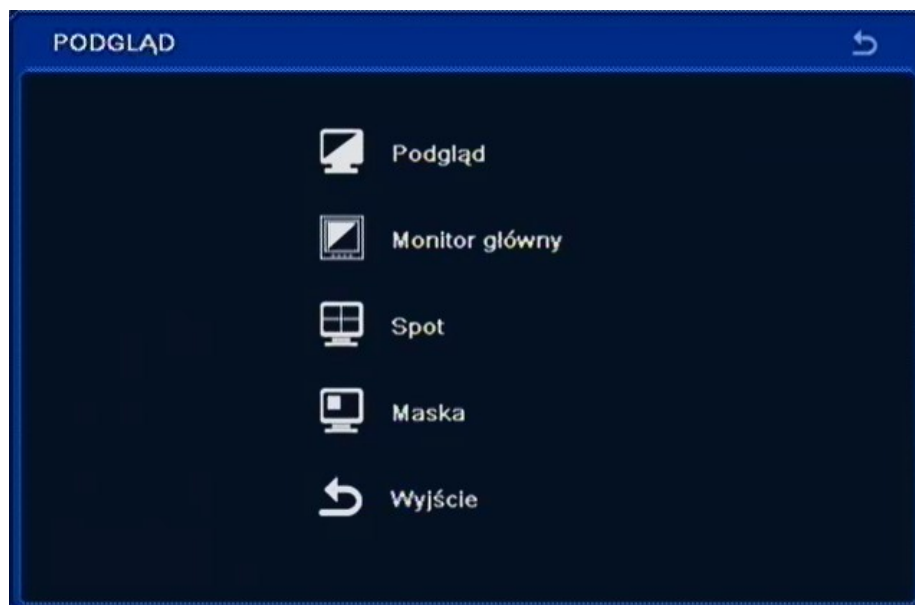 PODGLĄD
Podgląd
Monitor główny
Spot
Maska
Wyjście